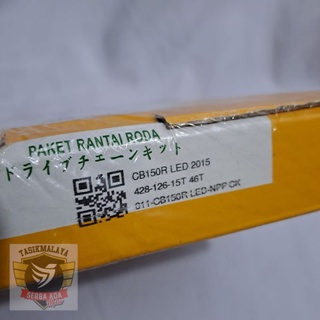 PAKET RANTAI RODA
ドライブチェーンキット
CB150R LED 2015
428-126-15T 46T
011-CB150R LED-NPP-CK
TASIKMALAYA
SERBA ADA